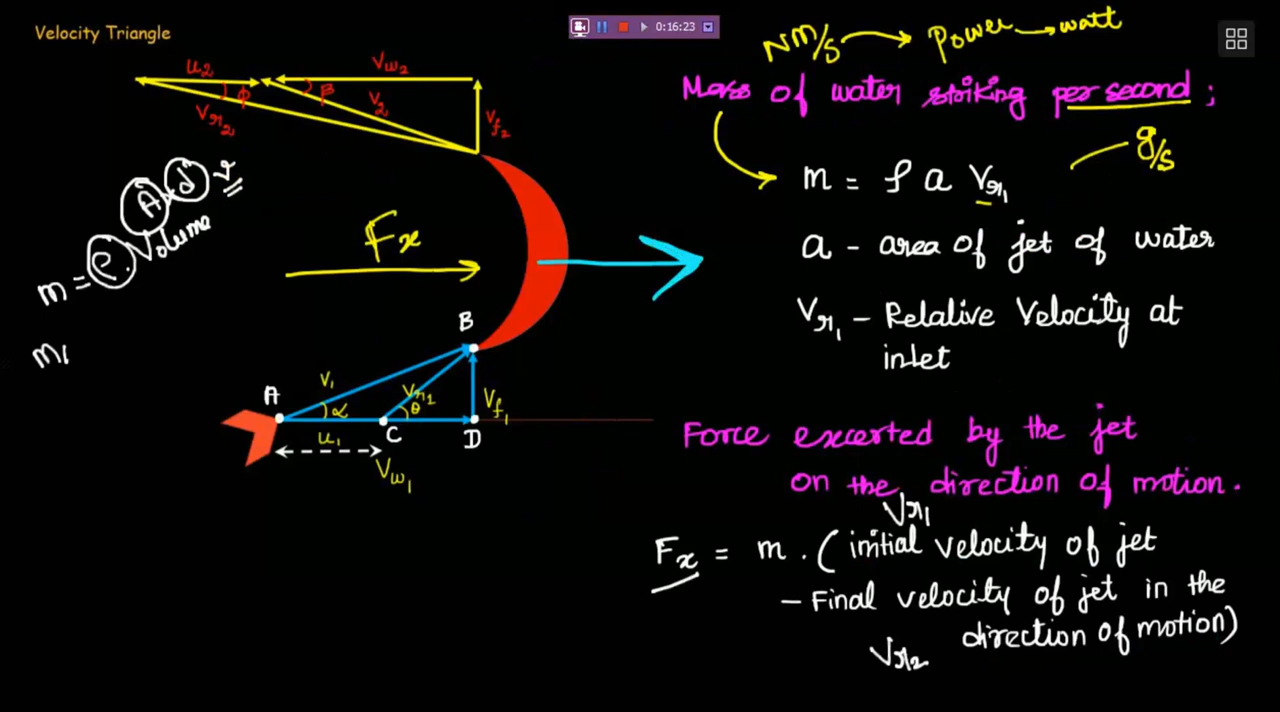 Velocity Triangle
0:16:23
NM/s → Power → watt
Mass of water striking per second ;
g/s
m = ρ a Vr1
a - area of jet of water
Vr1 - Relative Velocity at
inlet
Force excerted by the jet
on the direction of motion.
Vr1
Fx = m . ( initial velocity of jet
- Final velocity of jet in the
direction of motion)
Vr2
u2
Vw2
φ
β
V2
Vr2
Vf2
A d
m = ρ. Volume
m1
Fx
B
A
V1
α
Vr1
θ
Vf1
u1
C
D
Vw1